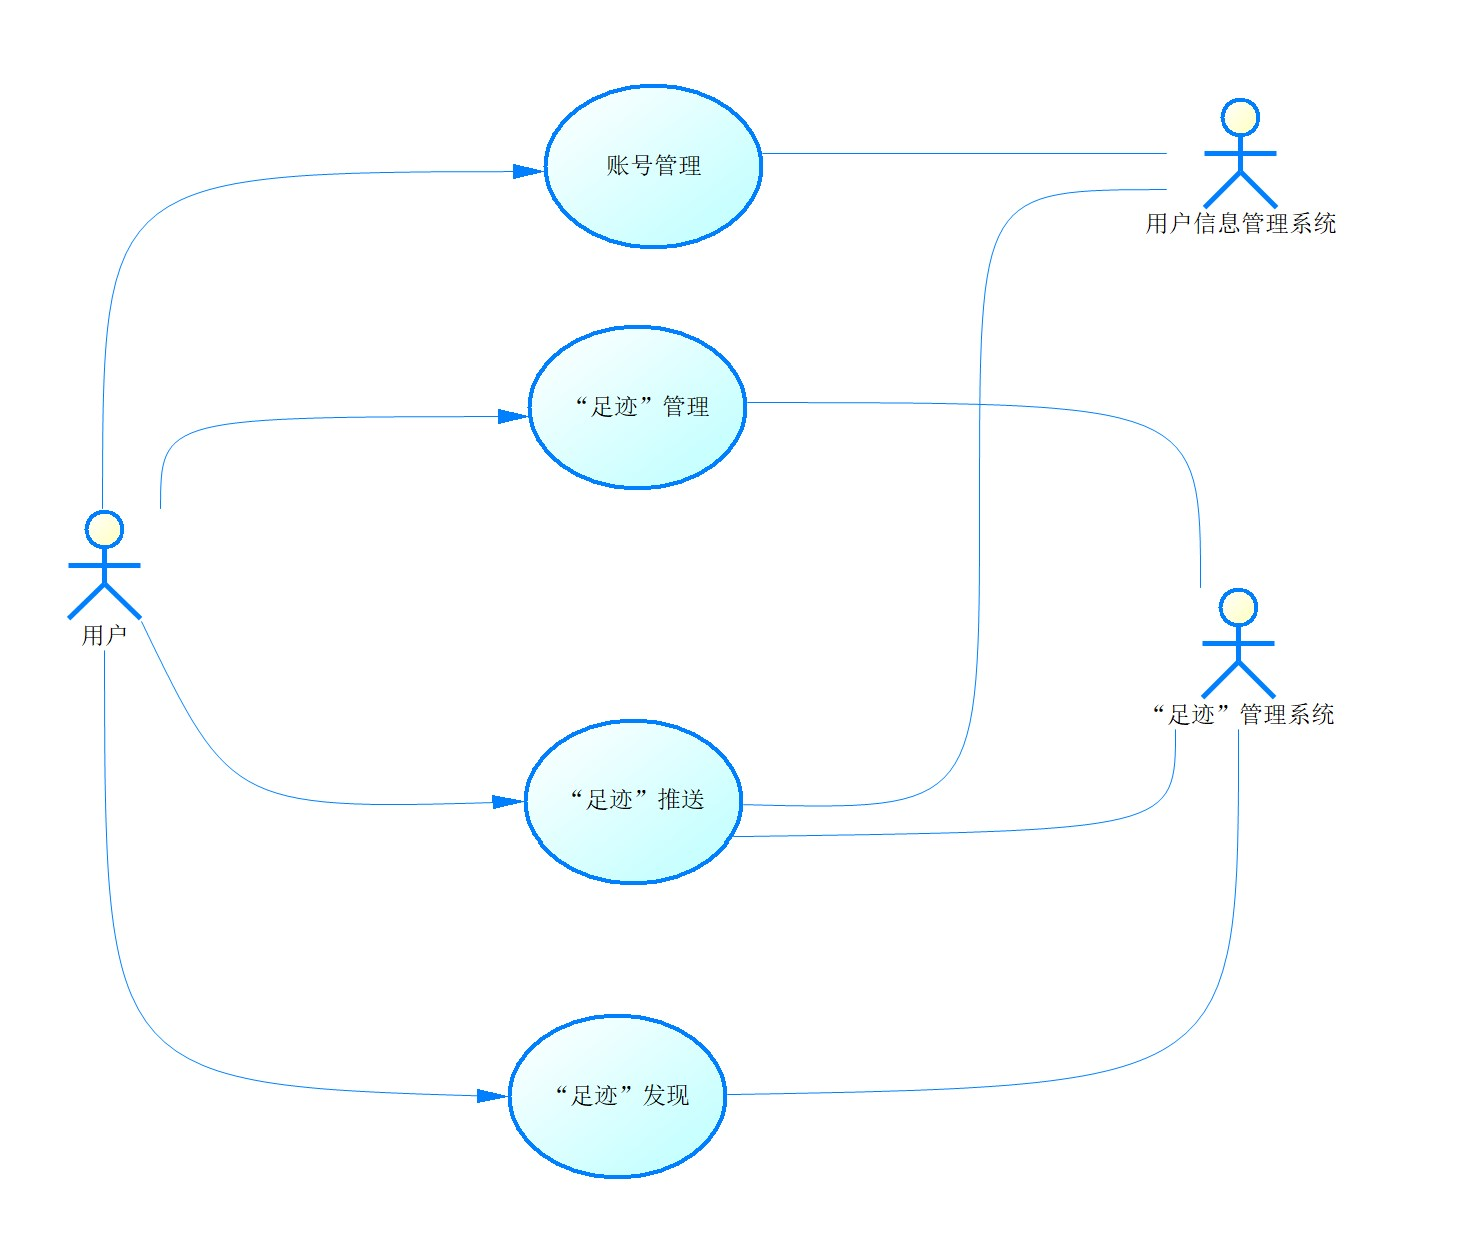 账号管理
用户信息管理系统
“足迹”管理
用户
“足迹”管理系统
“足迹”推送
“足迹”发现